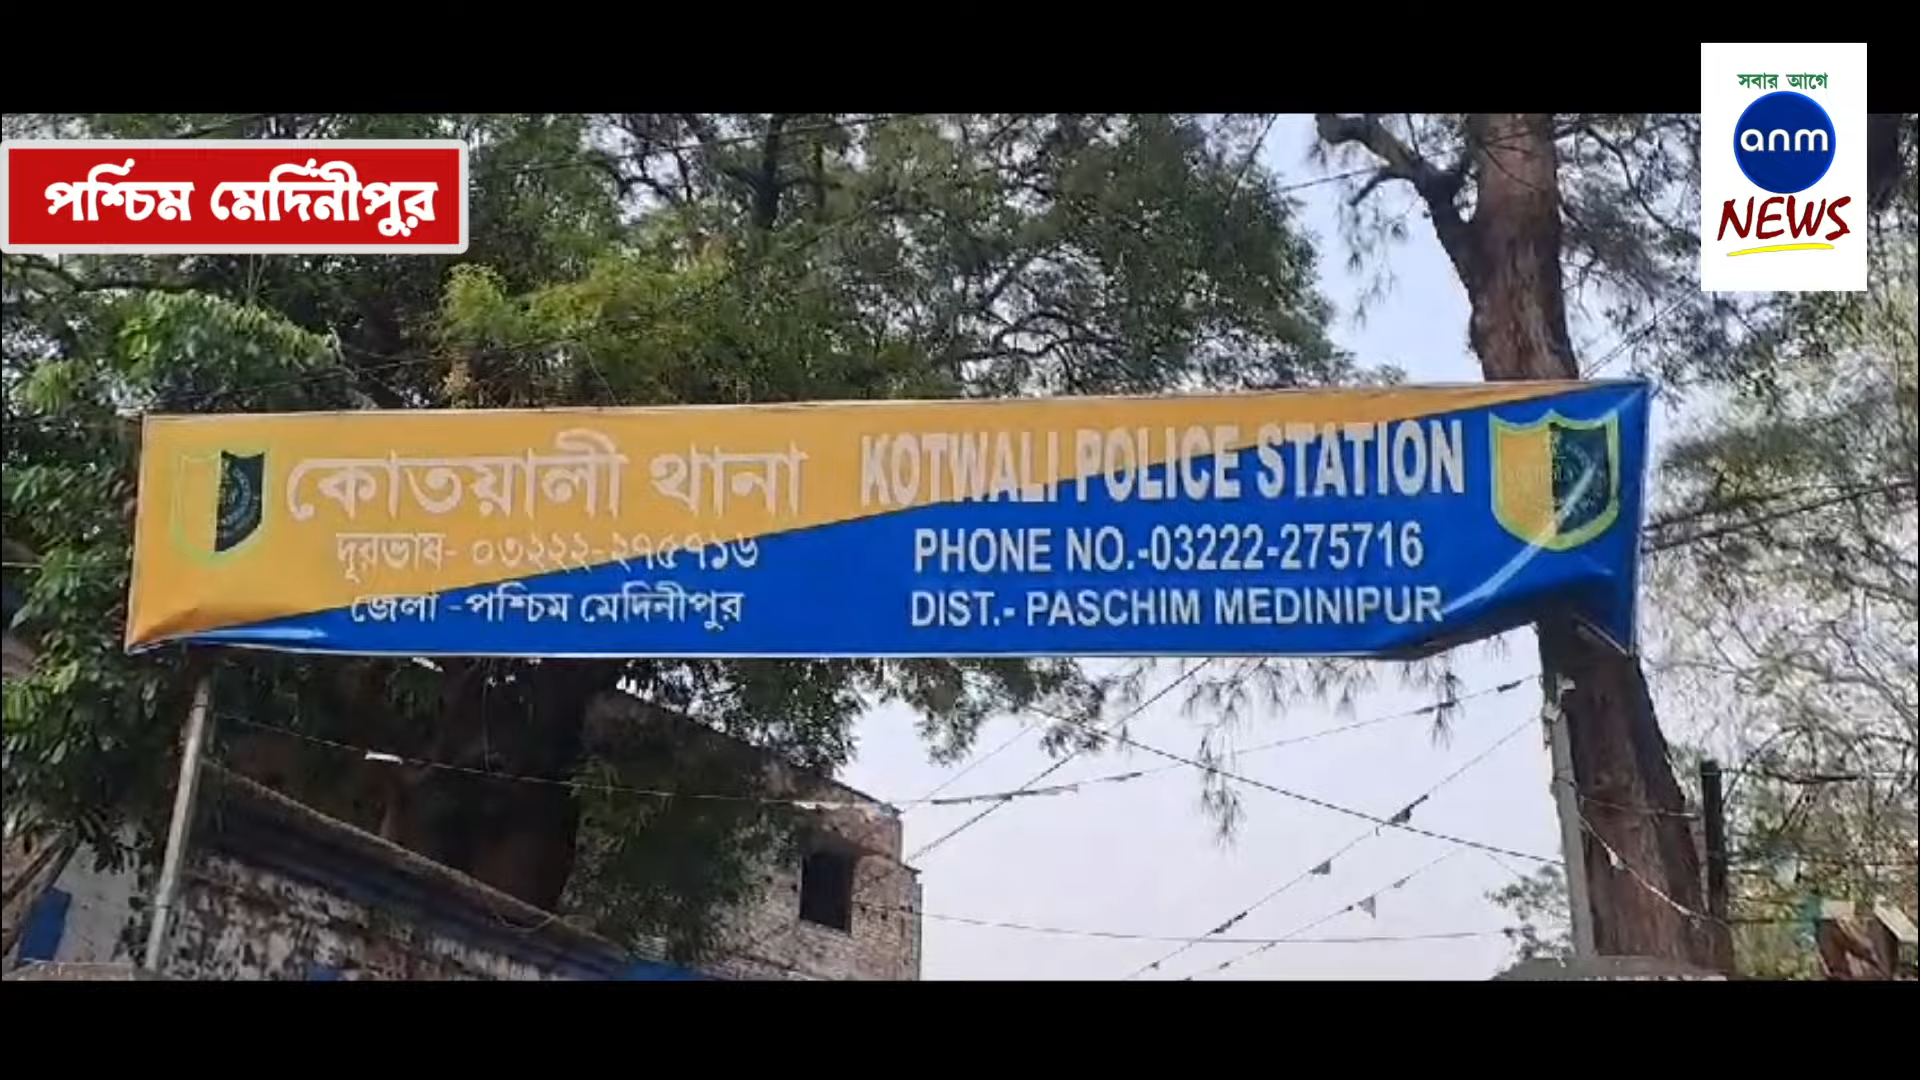 সবার আগে
anm
NEWS
পশ্চিম মেদিনীপুর
কোতয়ালী থানা
দূরভাষ- ০৩২২২-২৭৫৭১৬
জেলা -পশ্চিম মেদিনীপুর
KOTWALI POLICE STATION
PHONE NO.-03222-275716
DIST.- PASCHIM MEDINIPUR